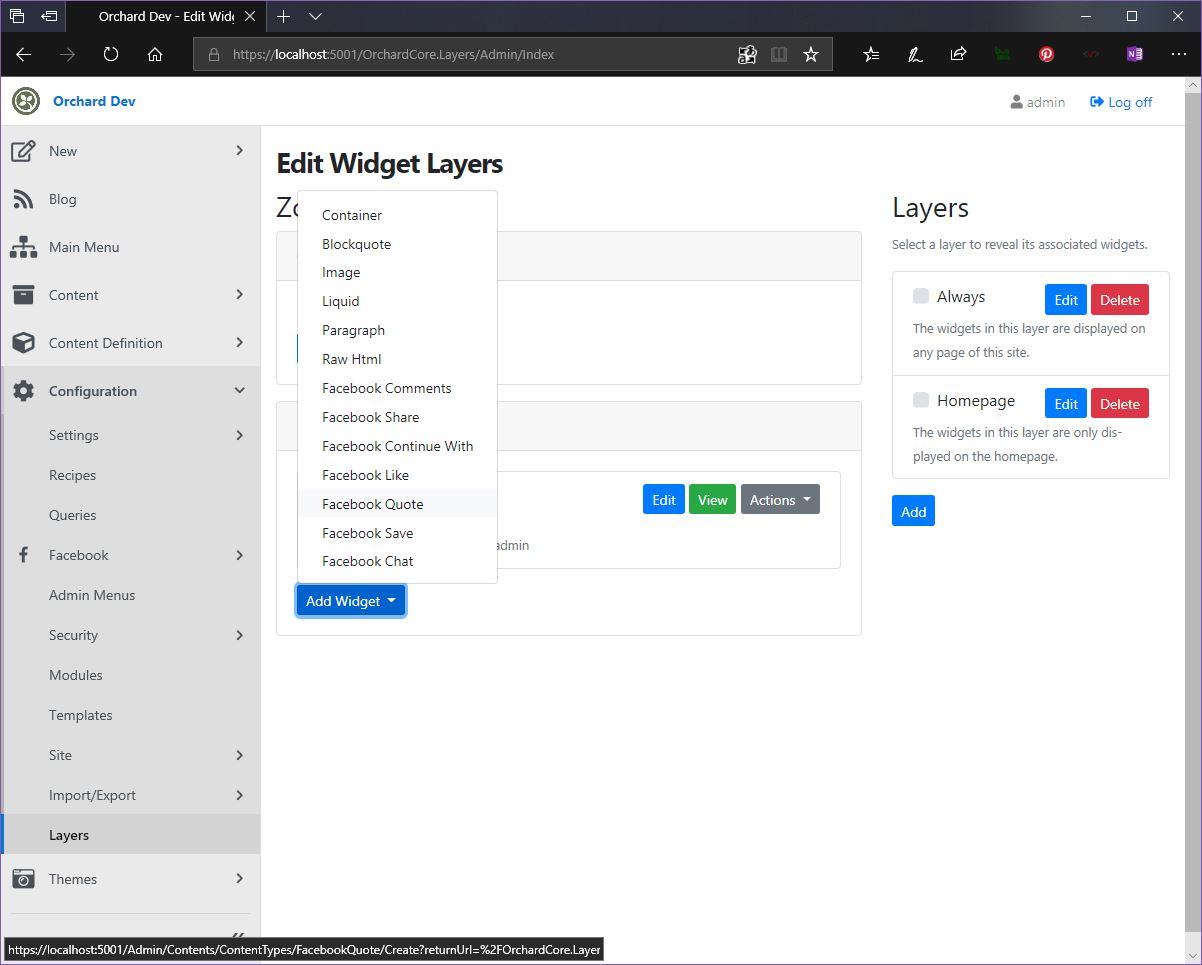 Orchard Dev - Edit Widg
https://localhost:5001/OrchardCore.Layers/Admin/Index
Orchard Dev
admin
Log off
New
Blog
Main Menu
Content
Content Definition
Configuration
Settings
Recipes
Queries
Facebook
Admin Menus
Security
Modules
Templates
Site
Import/Export
Layers
Themes
Edit Widget Layers
Container
Blockquote
Image
Liquid
Paragraph
Raw Html
Facebook Comments
Facebook Share
Facebook Continue With
Facebook Like
Facebook Quote
Facebook Save
Facebook Chat
Edit View Actions
admin
Add Widget
Layers
Select a layer to reveal its associated widgets.
Always Edit Delete
The widgets in this layer are displayed on
any page of this site.
Homepage Edit Delete
The widgets in this layer are only dis-
played on the homepage.
Add
https://localhost:5001/Admin/Contents/ContentTypes/FacebookQuote/Create?returnUrl=%2FOrchardCore.Layer